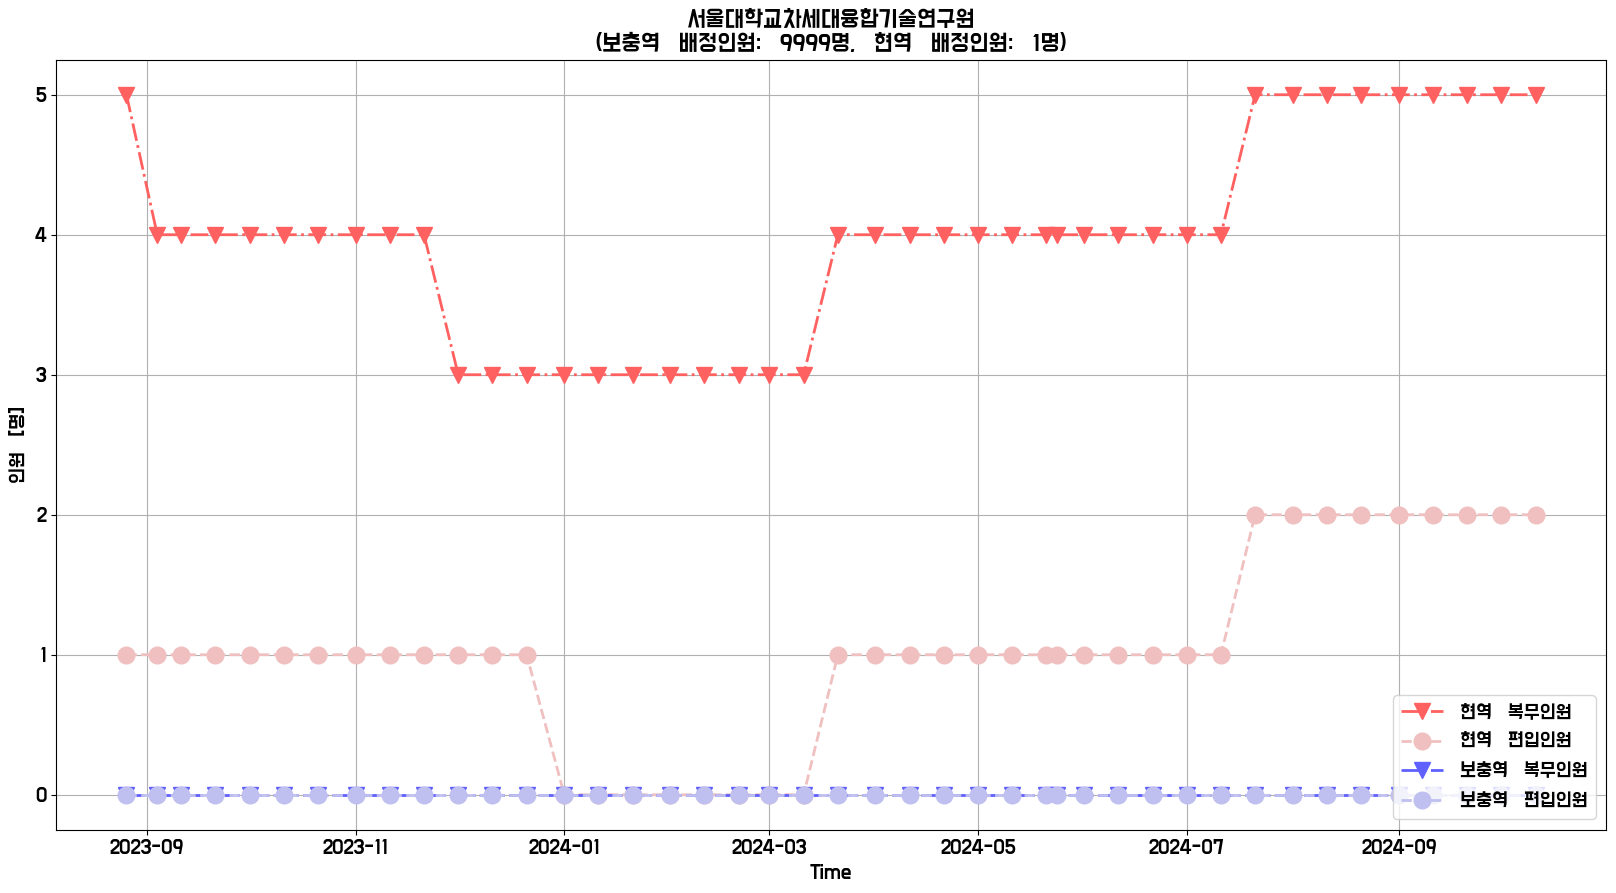 서울대학교차세대융합기술연구원
(보충역 배정인원: 9999명, 현역 배정인원: 1명)
5
4
3
2
1
0
인원 [명]
2023-09 2023-11 2024-01 2024-03 2024-05 2024-07 2024-09
Time
현역 복무인원
현역 편입인원
보충역 복무인원
보충역 편입인원